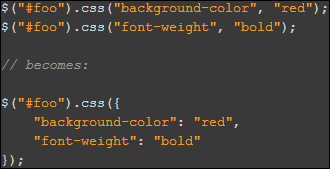 $("#foo").css("background-color", "red");
$("#foo").css("font-weight", "bold");

// becomes:

$("#foo").css({
    "background-color": "red",
    "font-weight": "bold"
});